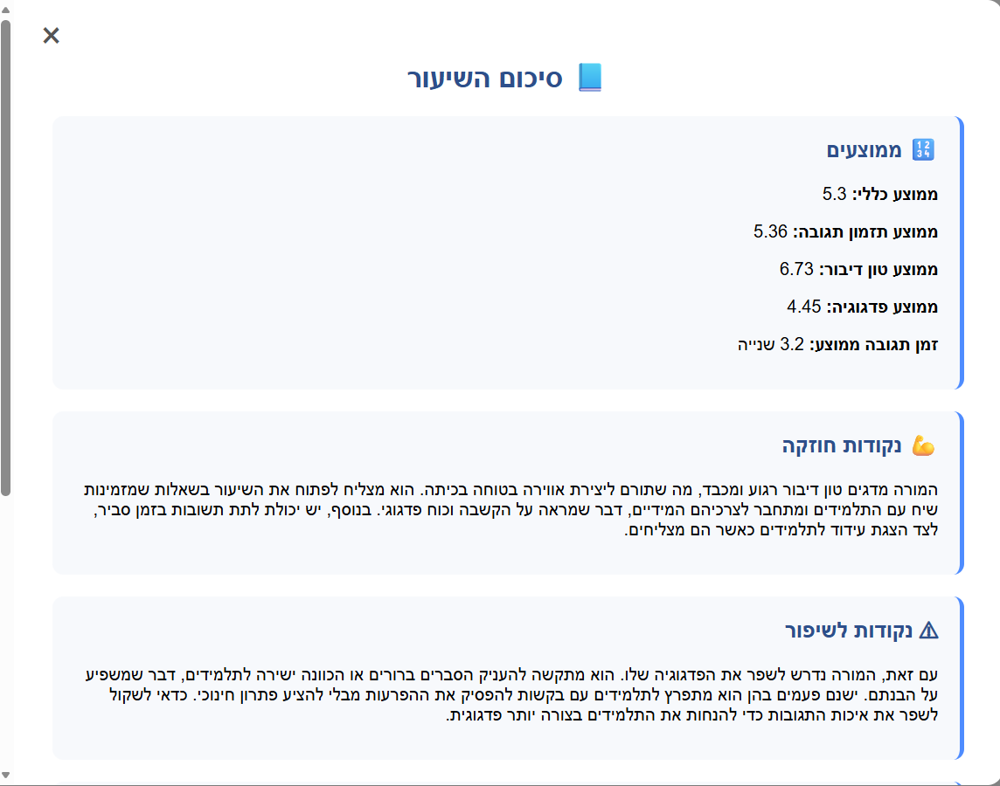 סיכום השיעור
ממוצעים
ממוצע כללי: 5.3
ממוצע תזמון תגובה: 5.36
ממוצע טון דיבור: 6.73
ממוצע פדגוגיה: 4.45
זמן תגובה ממוצע: 3.2 שנייה
נקודות חוזקה
המורה מדגים טון דיבור רגוע ומכבד, מה שתורם ליצירת אווירה בטוחה בכיתה. הוא מצליח לפתוח את השיעור בשאלות שמזמינות
שיח עם התלמידים ומתחבר לצרכיהם המידיים, דבר שמראה על הקשבה וכוח פדגוגי. בנוסף, יש יכולת לתת תשובות בזמן סביר,
לצד הצגת עידוד לתלמידים כאשר הם מצליחים.
נקודות לשיפור
עם זאת, המורה נדרש לשפר את הפדגוגיה שלו. הוא מתקשה להעניק הסברים ברורים או הכוונה ישירה לתלמידים, דבר שמשפיע
על הבנתם. ישנם פעמים בהן הוא מתפרץ לתלמידים עם בקשות להפסיק את ההפרעות מבלי להציע פתרון חינוכי. כדאי לשקול
לשפר את איכות התגובות כדי להנחות את התלמידים בצורה יותר פדגוגית.